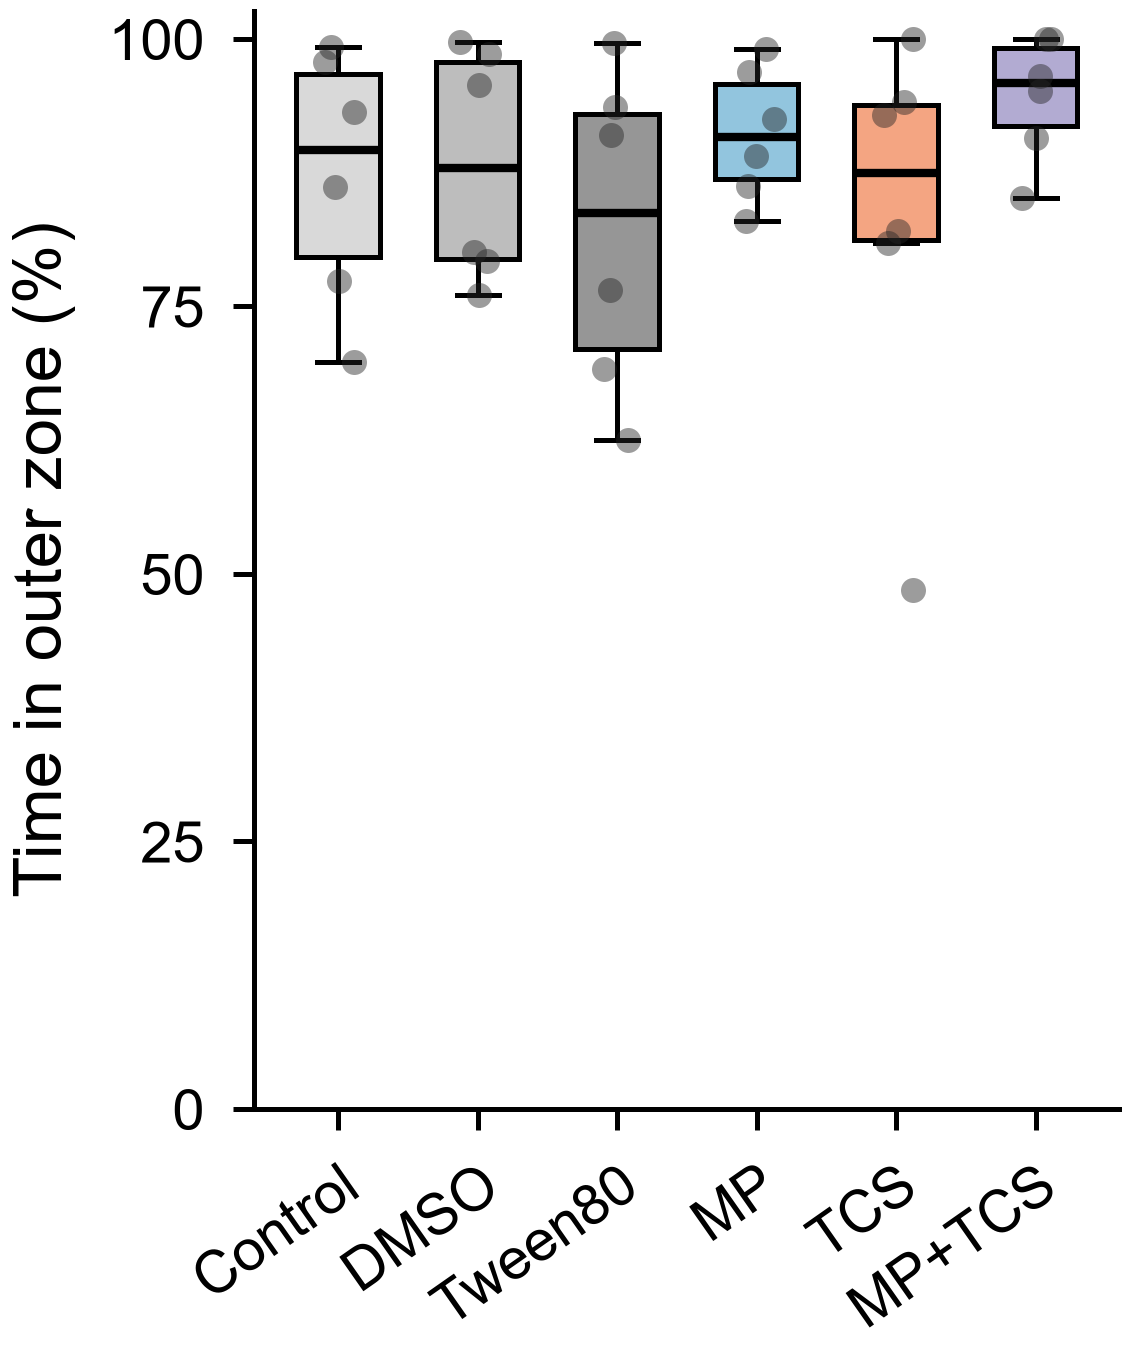 Time in outer zone (%)
100
75
50
25
0
Control
DMSO
Tween80
MP
TCS
MP+TCS